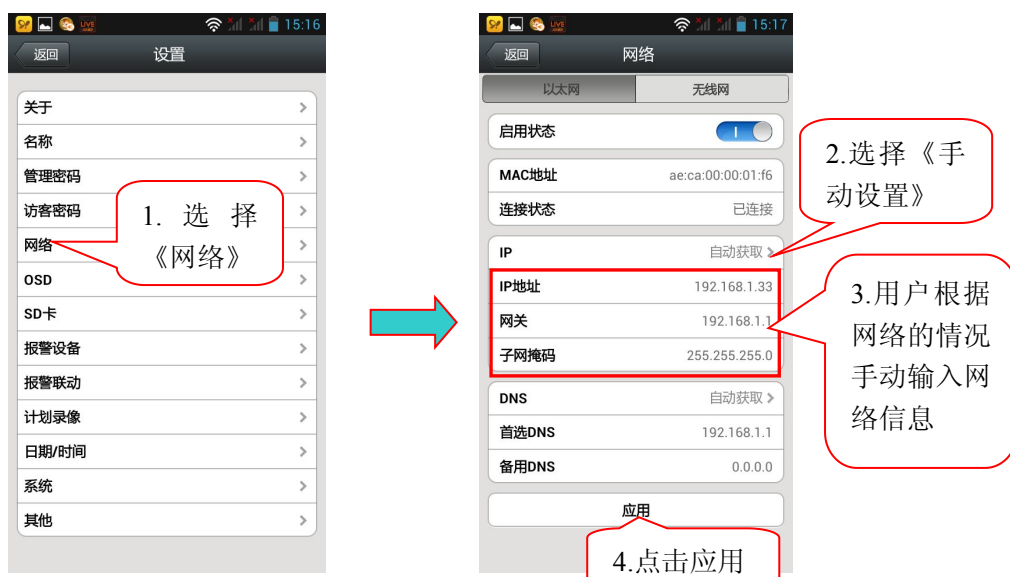 15:16
返回 设置
关于
名称
管理密码
访客密码
网络
OSD
SD卡
报警设备
报警联动
计划录像
日期/时间
系统
其他
1. 选 择
《网络》
15:17
返回 网络
以太网 无线网
启用状态
MAC地址 ae:ca:00:00:01:f6
连接状态 已连接
IP 自动获取
IP地址 192.168.1.33
网关 192.168.1.1
子网掩码 255.255.255.0
DNS 自动获取
首选DNS 192.168.1.1
备用DNS 0.0.0.0
应用
2.选择《手
动设置》
3.用户根据
网络的情况
手动输入网
络信息
4.点击应用